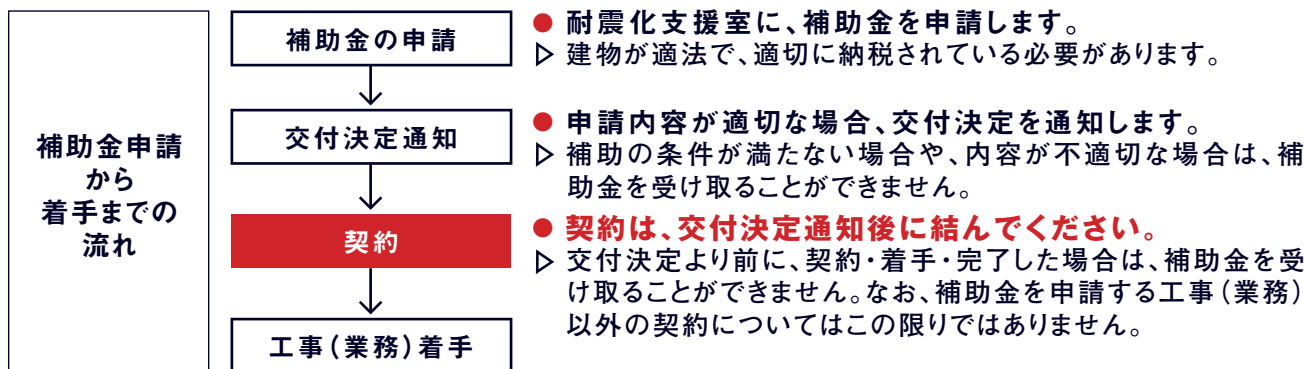 補助金申請
から
着手までの
流れ
補助金の申請
● 耐震化支援室に、補助金を申請します。
▷ 建物が適法で、適切に納税されている必要があります。
交付決定通知
● 申請内容が適切な場合、交付決定を通知します。
▷ 補助の条件が満たない場合や、内容が不適切な場合は、補
助金を受け取ることができません。
契約
● 契約は、交付決定通知後に結んでください。
▷ 交付決定より前に、契約・着手・完了した場合は、補助金を受
け取ることができません。なお、補助金を申請する工事(業務)
以外の契約についてはこの限りではありません。
工事(業務)着手